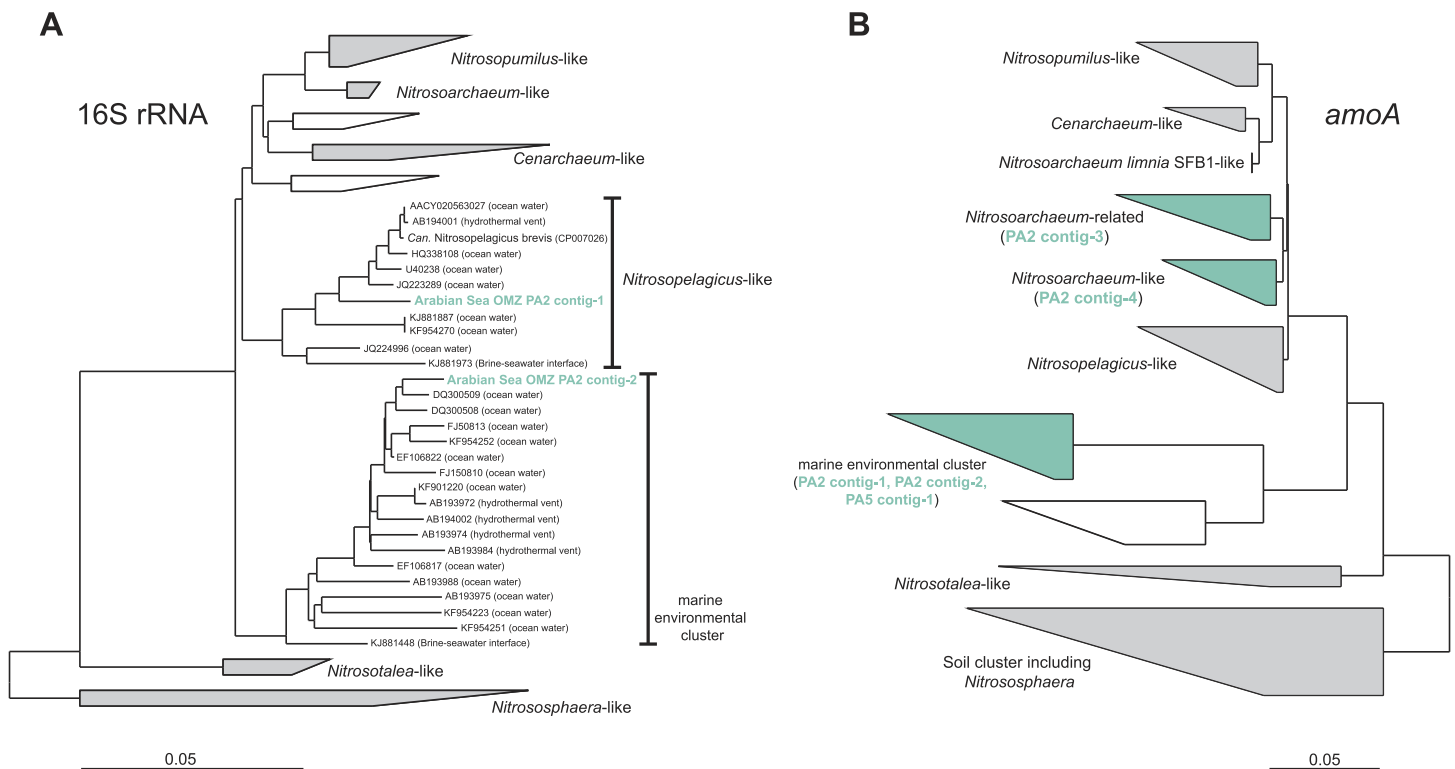 A
16S rRNA
Nitrosopumilus-like
Nitrosoarchaeum-like
Cenarchaeum-like
AACY020563027 (ocean water)
AB194001 (hydrothermal vent)
Can. Nitrosopelagicus brevis (CP007026)
HQ338108 (ocean water)
U40238 (ocean water)
JQ223289 (ocean water)
Arabian Sea OMZ PA2 contig-1
KJ881887 (ocean water)
KF954270 (ocean water)
JQ224996 (ocean water)
KJ881973 (Brine-seawater interface)
Nitrosopelagicus-like
Arabian Sea OMZ PA2 contig-2
DQ300509 (ocean water)
DQ300508 (ocean water)
FJ50813 (ocean water)
KF954252 (ocean water)
EF106822 (ocean water)
FJ150810 (ocean water)
KF901220 (ocean water)
AB193972 (hydrothermal vent)
AB194002 (hydrothermal vent)
AB193974 (hydrothermal vent)
AB193984 (hydrothermal vent)
EF106817 (ocean water)
AB193988 (ocean water)
AB193975 (ocean water)
KF954223 (ocean water)
KF954251 (ocean water)
KJ881448 (Brine-seawater interface)
marine
environmental
cluster
Nitrosotalea-like
Nitrososphaera-like
0.05
B
amoA
Nitrosopumilus-like
Cenarchaeum-like
Nitrosoarchaeum limnia SFB1-like
Nitrosoarchaeum-related
(PA2 contig-3)
Nitrosoarchaeum-like
(PA2 contig-4)
Nitrosopelagicus-like
marine environmental cluster
(PA2 contig-1, PA2 contig-2,
PA5 contig-1)
Nitrosotalea-like
Soil cluster including
Nitrososphaera
0.05